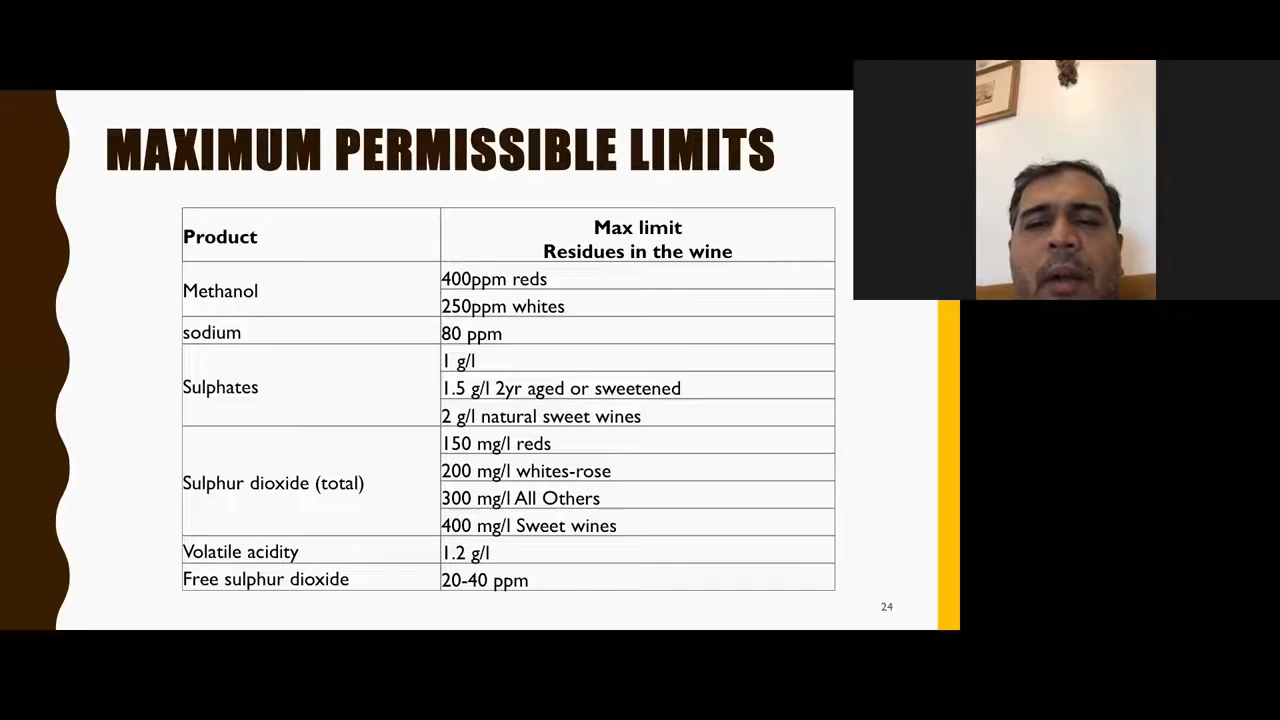 MAXIMUM PERMISSIBLE LIMITS
Product
Max limit
Residues in the wine
Methanol
400ppm reds
250ppm whites
sodium
80 ppm
Sulphates
1 g/l
1.5 g/l 2yr aged or sweetened
2 g/l natural sweet wines
Sulphur dioxide (total)
150 mg/l reds
200 mg/l whites-rose
300 mg/l All Others
400 mg/l Sweet wines
Volatile acidity
1.2 g/l
Free sulphur dioxide
20-40 ppm
24